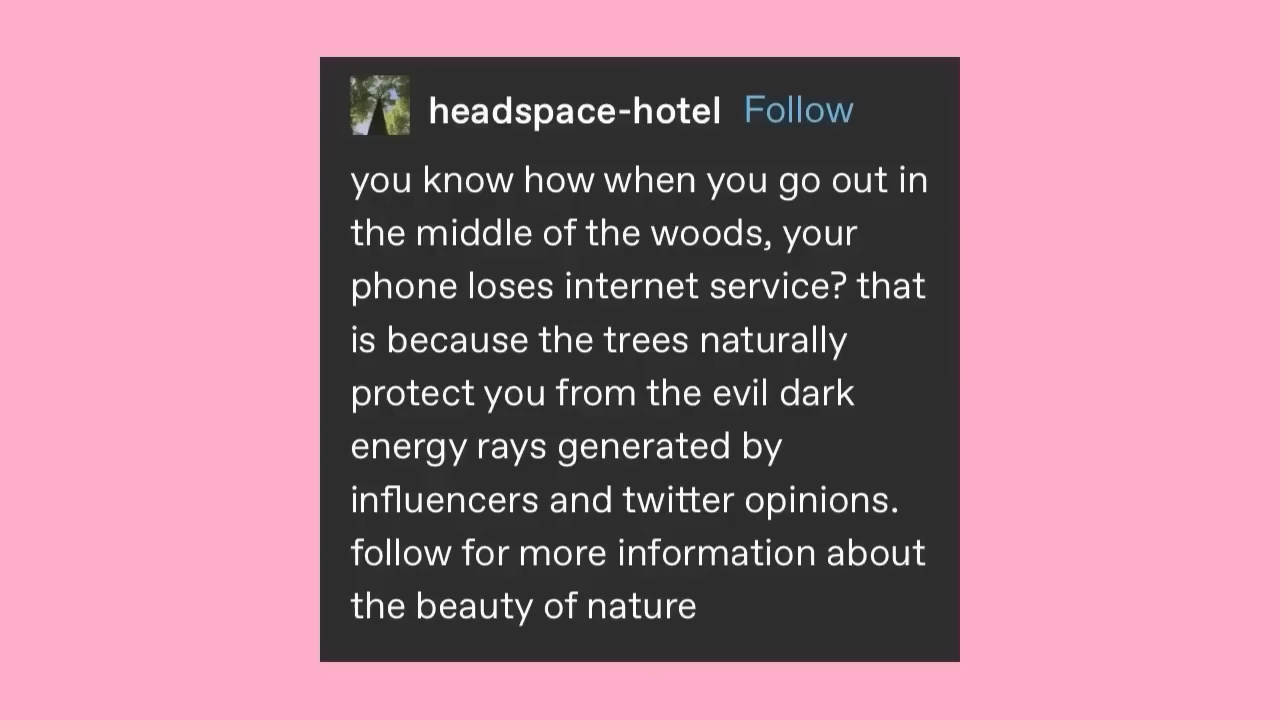 headspace-hotel Follow
you know how when you go out in
the middle of the woods, your
phone loses internet service? that
is because the trees naturally
protect you from the evil dark
energy rays generated by
influencers and twitter opinions.
follow for more information about
the beauty of nature